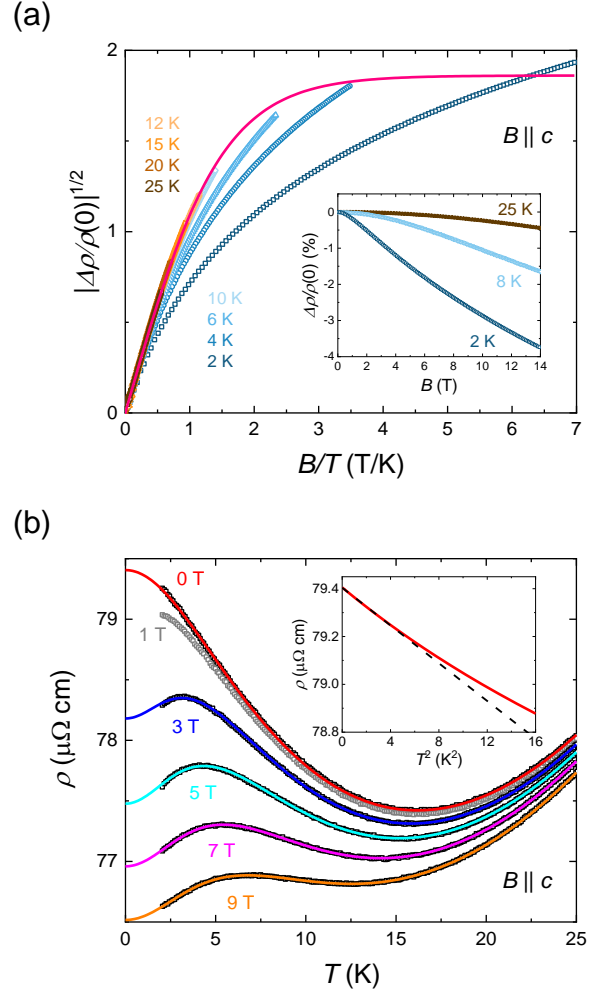 (a)
2
1
0
|Δρ/ρ(0)|^{1/2}
12 K
15 K
20 K
25 K
10 K
6 K
4 K
2 K
B || c
0
-1
-2
-3
-4
-5
Δρ/ρ(0) (%)
25 K
8 K
2 K
0 2 4 6 8 10 12 14
B (T)
0 1 2 3 4 5 6 7
B/T (T/K)
(b)
79
78
77
ρ (μΩ cm)
0 T
1 T
3 T
5 T
7 T
9 T
79.4
79.2
79.0
78.8
ρ (μΩ cm)
0 4 8 12 16
T² (K²)
B || c
0 5 10 15 20 25
T (K)